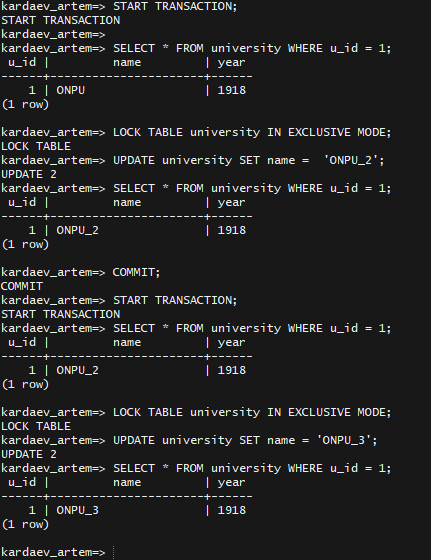 kardaev_artem=> START TRANSACTION;
START TRANSACTION
kardaev_artem=>
kardaev_artem=> SELECT * FROM university WHERE u_id = 1;
 u_id |         name         | year
------+----------------------+------
    1 | ONPU                 | 1918
(1 row)

kardaev_artem=> LOCK TABLE university IN EXCLUSIVE MODE;
LOCK TABLE
kardaev_artem=> UPDATE university SET name =  'ONPU_2';
UPDATE 2
kardaev_artem=> SELECT * FROM university WHERE u_id = 1;
 u_id |         name         | year
------+----------------------+------
    1 | ONPU_2               | 1918
(1 row)

kardaev_artem=> COMMIT;
COMMIT
kardaev_artem=> START TRANSACTION;
START TRANSACTION
kardaev_artem=> SELECT * FROM university WHERE u_id = 1;
 u_id |         name         | year
------+----------------------+------
    1 | ONPU_2               | 1918
(1 row)

kardaev_artem=> LOCK TABLE university IN EXCLUSIVE MODE;
LOCK TABLE
kardaev_artem=> UPDATE university SET name = 'ONPU_3';
UPDATE 2
kardaev_artem=> SELECT * FROM university WHERE u_id = 1;
 u_id |         name         | year
------+----------------------+------
    1 | ONPU_3               | 1918
(1 row)

kardaev_artem=>